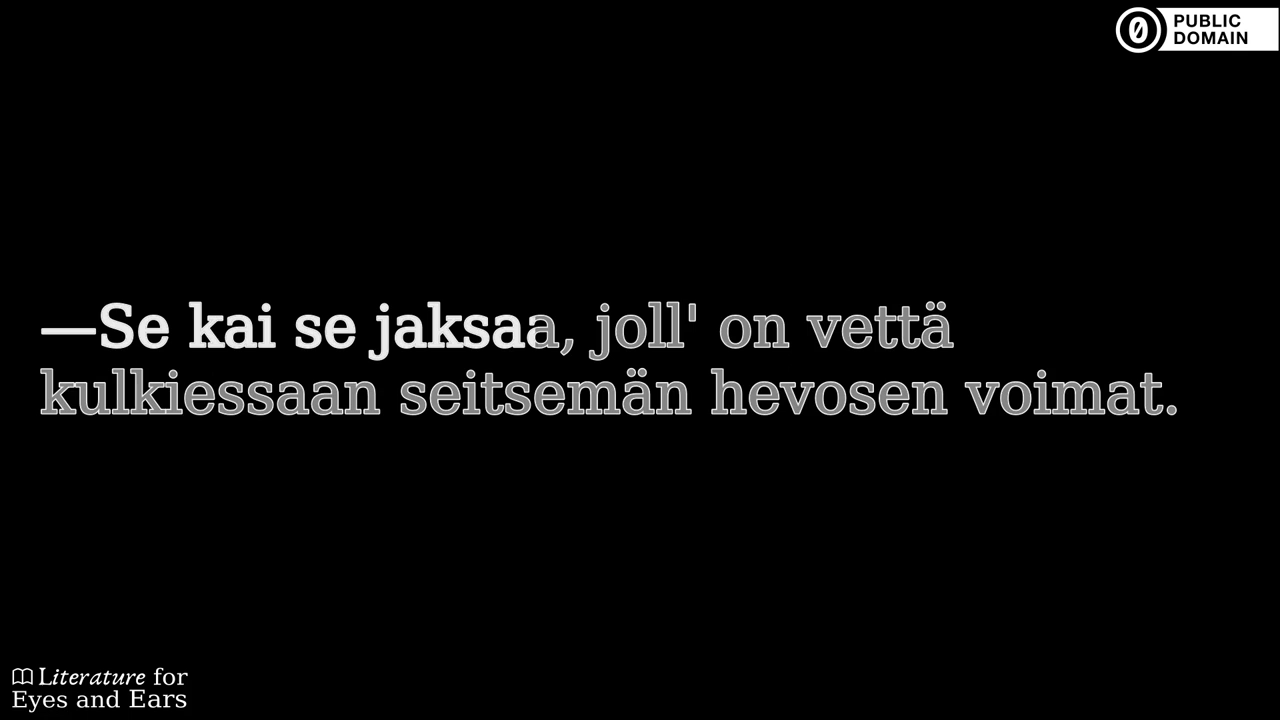 PUBLIC
DOMAIN
—Se kai se jaksaa, joll' on vettä
kulkiessaan seitsemän hevosen voimat.
Literature for
Eyes and Ears